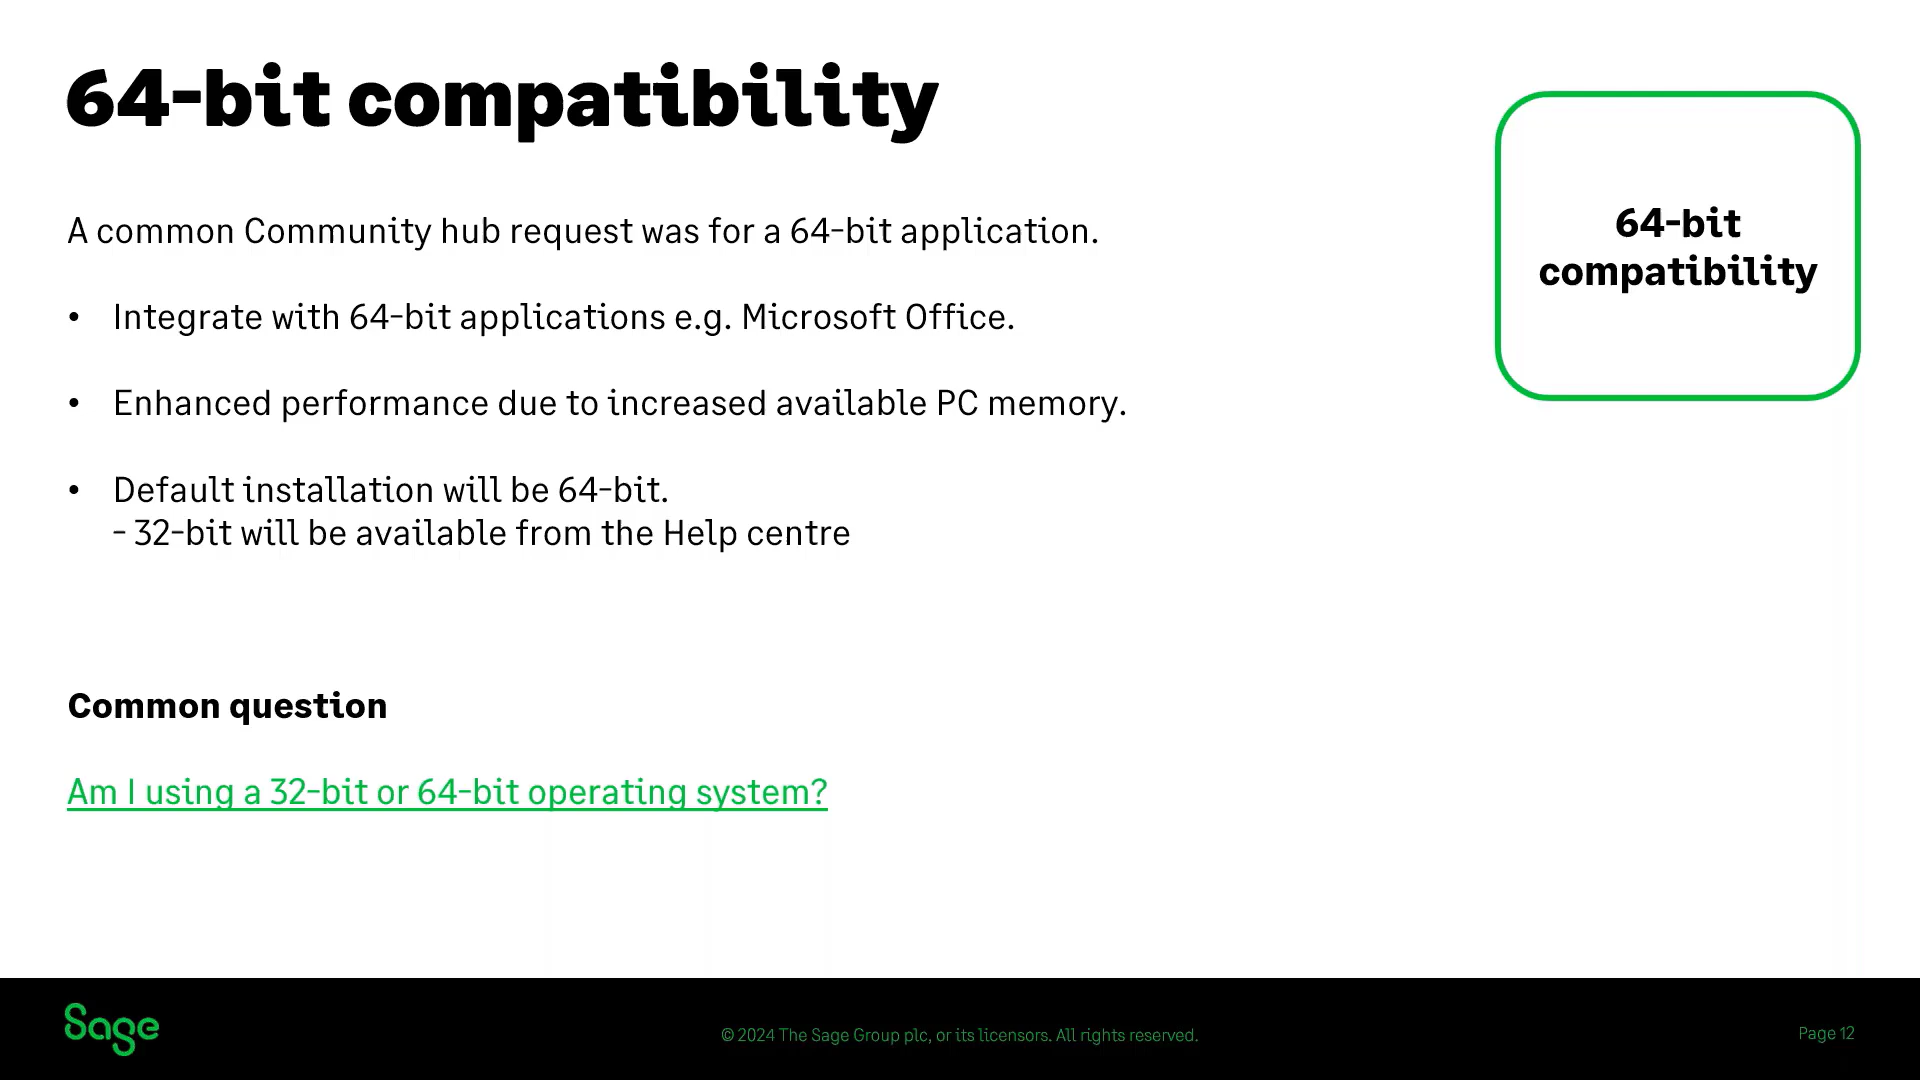 64-bit compatibility
A common Community hub request was for a 64-bit application.
• Integrate with 64-bit applications e.g. Microsoft Office.
• Enhanced performance due to increased available PC memory.
• Default installation will be 64-bit.
- 32-bit will be available from the Help centre
Common question
Am I using a 32-bit or 64-bit operating system?
64-bit
compatibility
Sage
© 2024 The Sage Group plc, or its licensors. All rights reserved.
Page 12